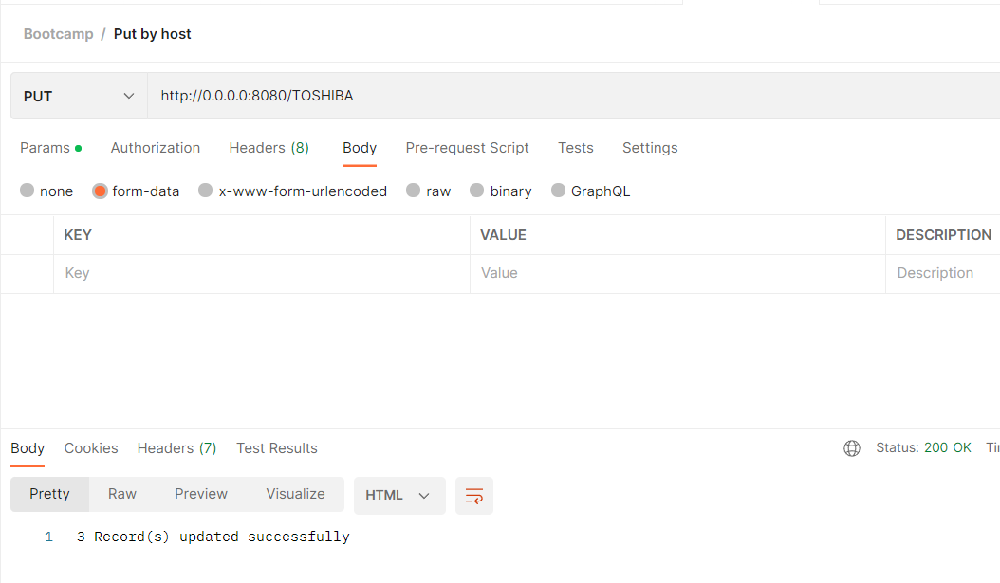 Bootcamp / Put by host
PUT http://0.0.0.0:8080/TOSHIBA
Params Authorization Headers (8) Body Pre-request Script Tests Settings
none form-data x-www-form-urlencoded raw binary GraphQL
KEY VALUE DESCRIPTION
Key Value Description
Body Cookies Headers (7) Test Results Status: 200 OK
Pretty Raw Preview Visualize HTML
1 3 Record(s) updated successfully